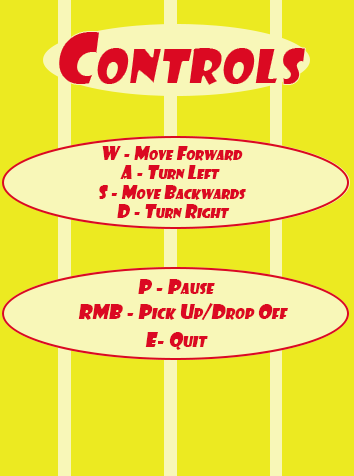 Controls
W - Move Forward
A - Turn Left
S - Move Backwards
D - Turn Right
P - Pause
RMB - Pick Up/Drop Off
E- Quit